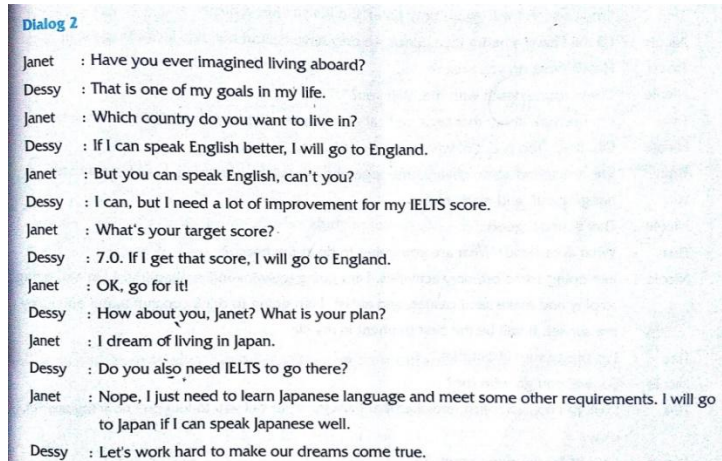 Dialog 2
Janet : Have you ever imagined living aboard?
Dessy : That is one of my goals in my life.
Janet : Which country do you want to live in?
Dessy : If I can speak English better, I will go to England.
Janet : But you can speak English, can't you?
Dessy : I can, but I need a lot of improvement for my IELTS score.
Janet : What's your target score?
Dessy : 7.0. If I get that score, I will go to England.
Janet : OK, go for it!
Dessy : How about you, Janet? What is your plan?
Janet : I dream of living in Japan.
Dessy : Do you also need IELTS to go there?
Janet : Nope, I just need to learn Japanese language and meet some other requirements. I will go
to Japan if I can speak Japanese well.
Dessy : Let's work hard to make our dreams come true.